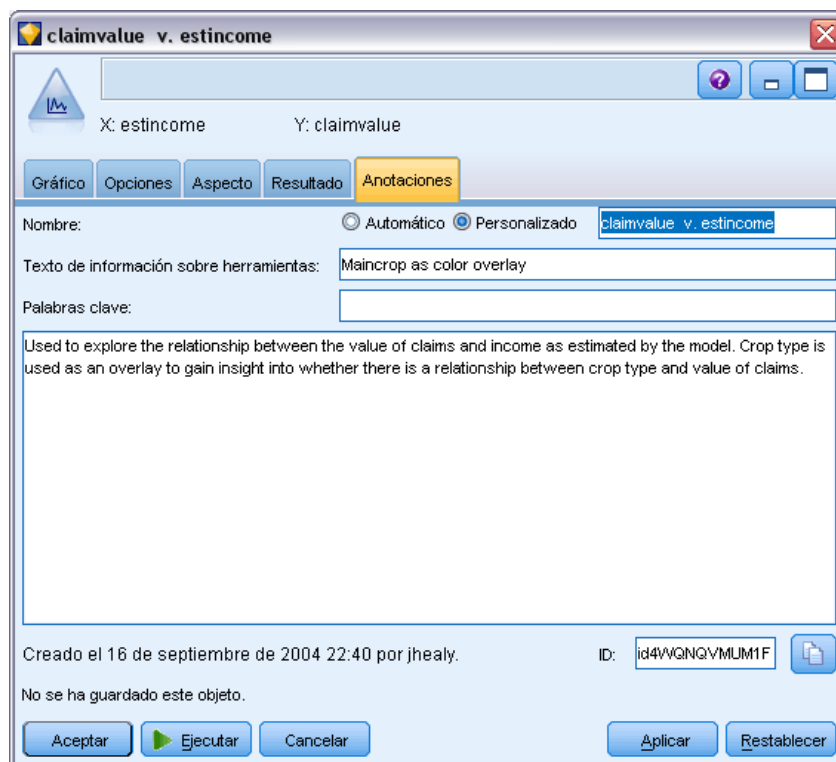 claimvalue v. estincome
X: estincome Y: claimvalue
Gráfico Opciones Aspecto Resultado Anotaciones
Nombre: Automático Personalizado claimvalue v. estincome
Texto de información sobre herramientas: Maincrop as color overlay
Palabras clave:
Used to explore the relationship between the value of claims and income as estimated by the model. Crop type is
used as an overlay to gain insight into whether there is a relationship between crop type and value of claims.
Creado el 16 de septiembre de 2004 22:40 por jhealy. ID: id4WQNQVMUM1F
No se ha guardado este objeto.
Aceptar Ejecutar Cancelar Aplicar Restablecer